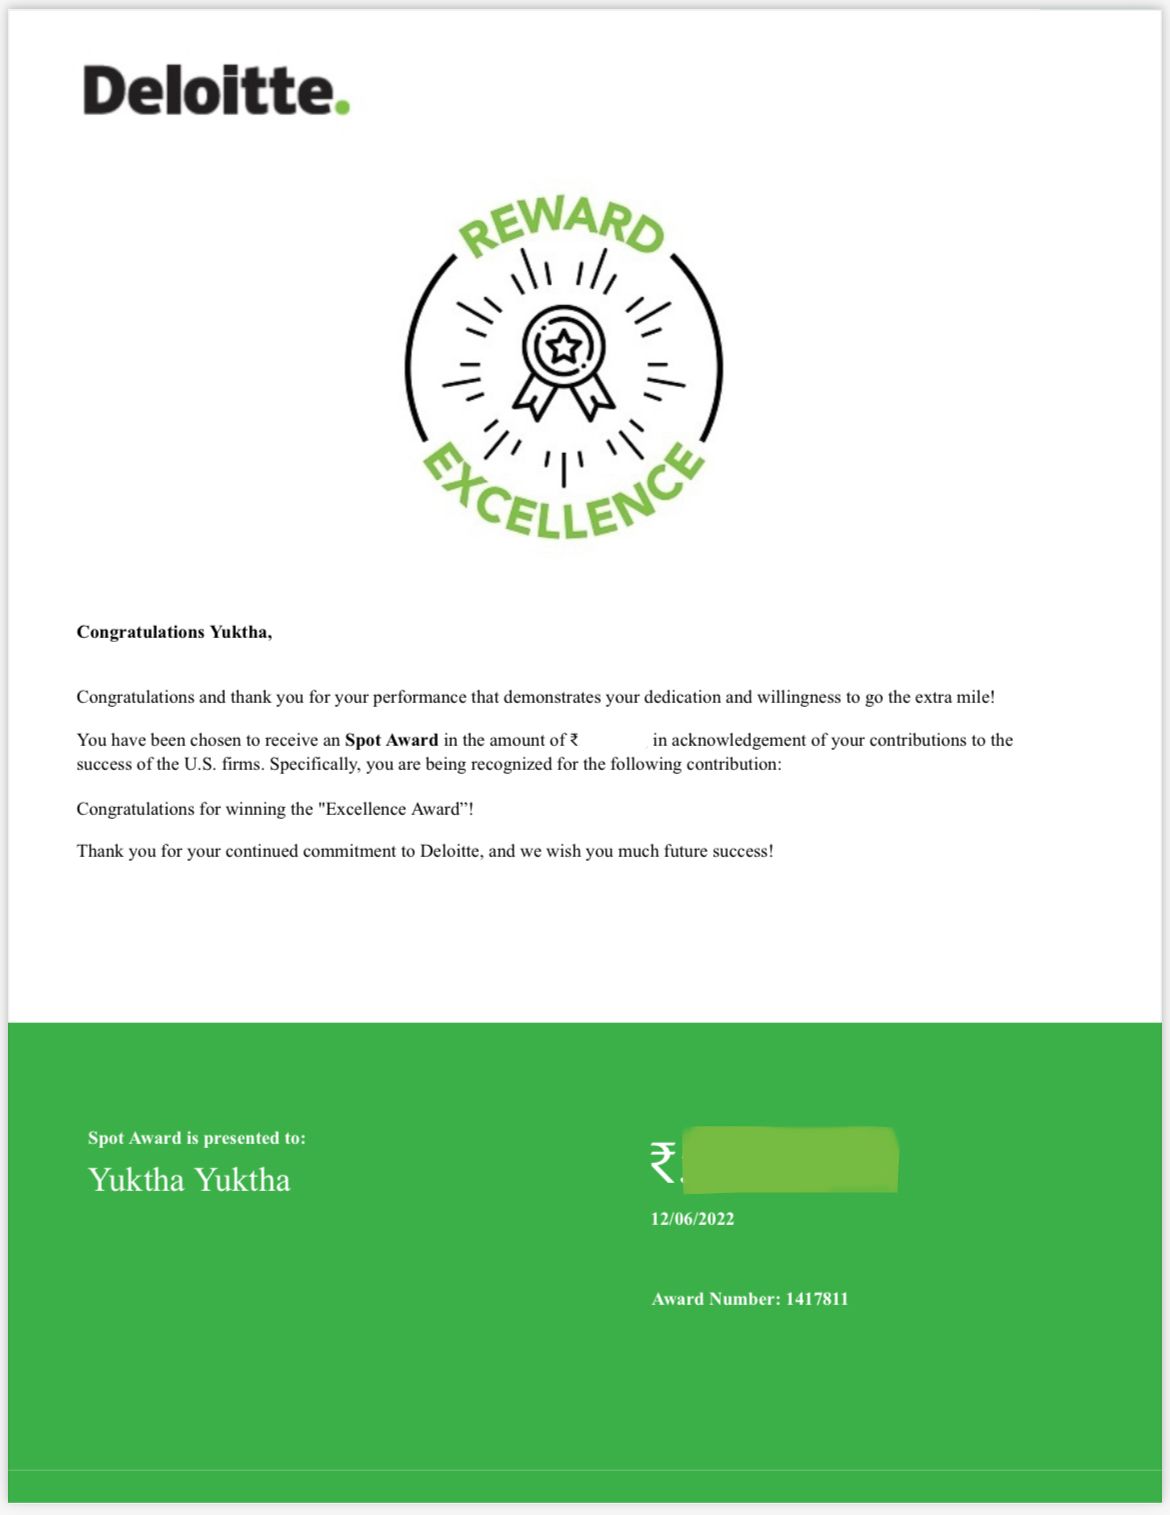 Deloitte.
REWARD
EXCELLENCE
Congratulations Yuktha,
Congratulations and thank you for your performance that demonstrates your dedication and willingness to go the extra mile!
You have been chosen to receive an Spot Award in the amount of ₹ in acknowledgement of your contributions to the
success of the U.S. firms. Specifically, you are being recognized for the following contribution:
Congratulations for winning the "Excellence Award”!
Thank you for your continued commitment to Deloitte, and we wish you much future success!
Spot Award is presented to:
Yuktha Yuktha
₹
12/06/2022
Award Number: 1417811